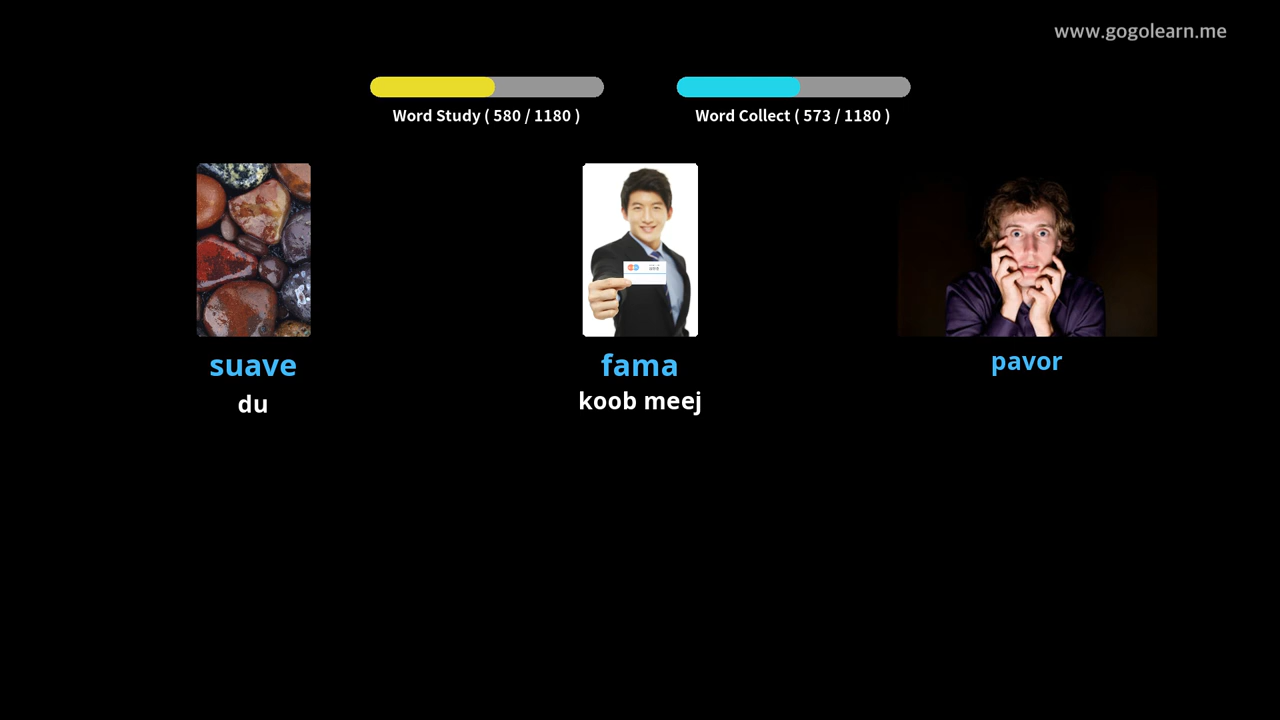 www.gogolearn.me
Word Study ( 580 / 1180 )
Word Collect ( 573 / 1180 )
suave
du
fama
koob meej
pavor